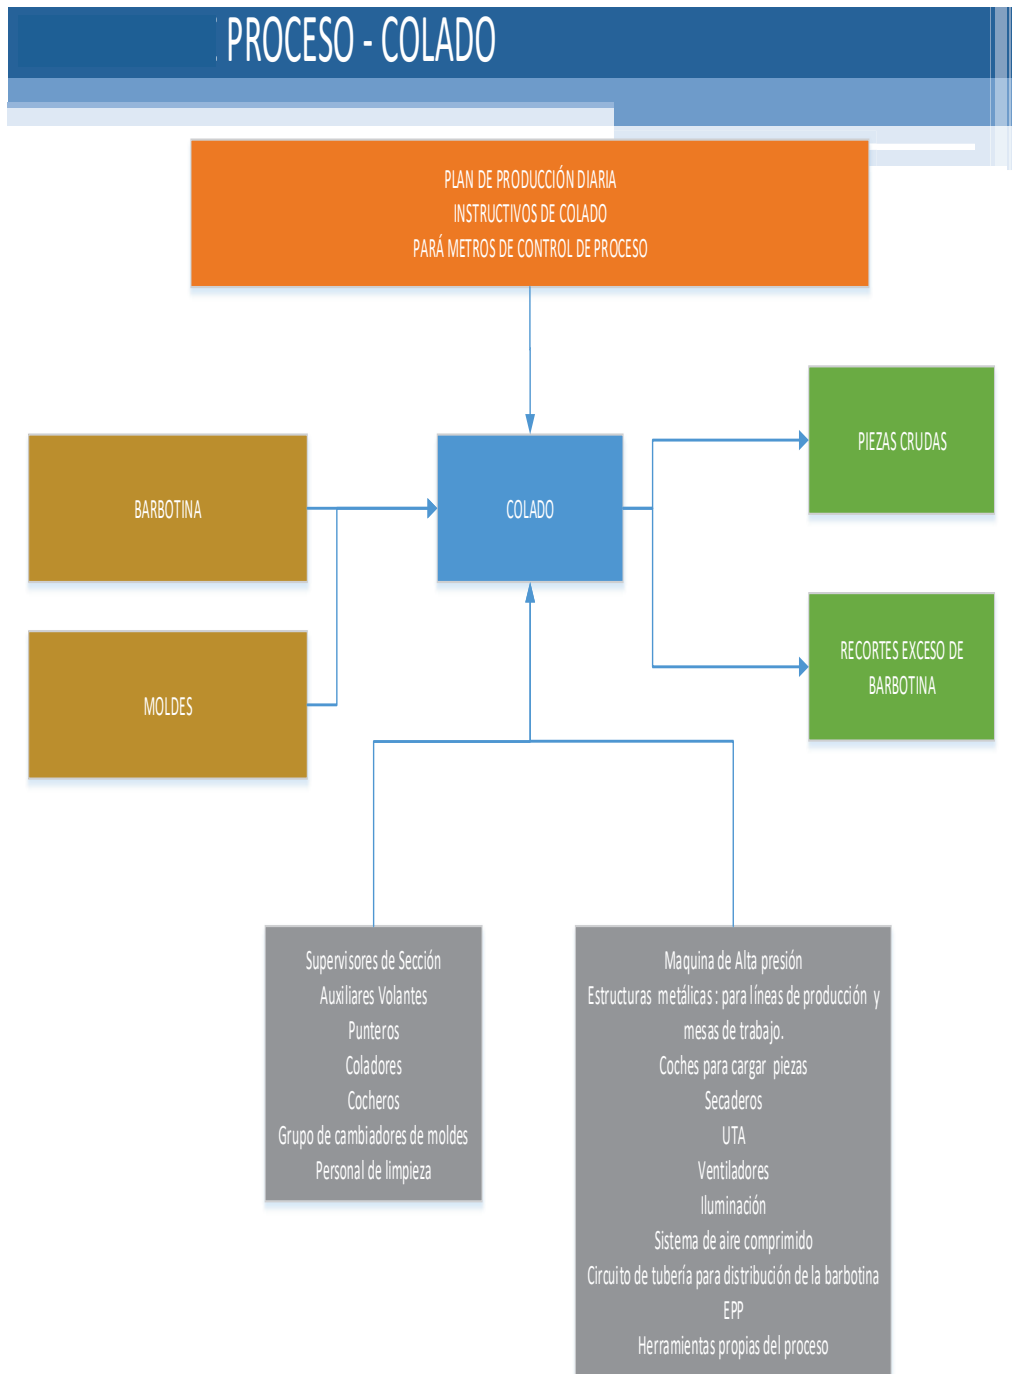 PROCESO - COLADO
PLAN DE PRODUCCIÓN DIARIA
INSTRUCTIVOS DE COLADO
PARÁ METROS DE CONTROL DE PROCESO
BARBOTINA
COLADO
PIEZAS CRUDAS
MOLDES
RECORTES EXCESO DE
BARBOTINA
Supervisores de Sección
Auxiliares Volantes
Punteros
Coladores
Cocheros
Grupo de cambiadores de moldes
Personal de limpieza
Maquina de Alta presión
Estructuras metálicas : para líneas de producción y
mesas de trabajo.
Coches para cargar piezas
Secaderos
UTA
Ventiladores
Iluminación
Sistema de aire comprimido
Circuito de tubería para distribución de la barbotina
EPP
Herramientas propias del proceso